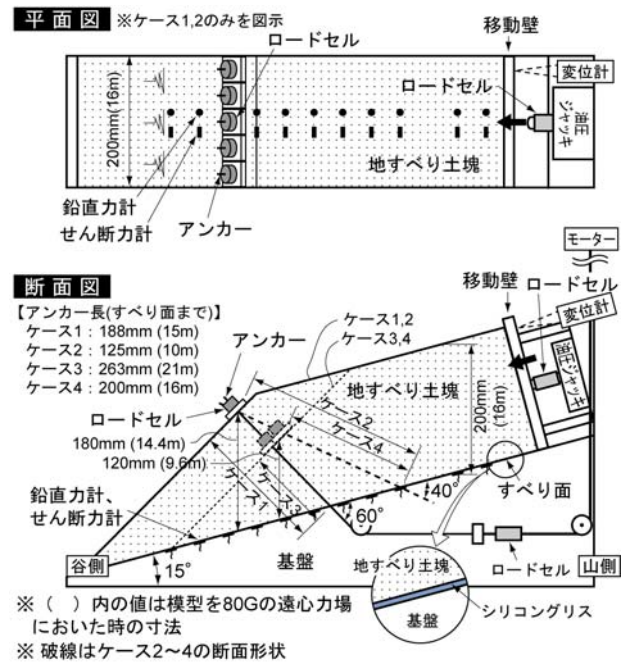 平面図 ※ケース1,2のみを図示
ロードセル
移動壁
変位計
ロードセル
油圧ジャッキ
200mm(16m)
地すべり土塊
鉛直力計
せん断力計
アンカー
モーター
断面図
移動壁
ロードセル
変位計
【アンカー長(すべり面まで)】
ケース1：188mm (15m)
ケース2：125mm (10m)
ケース3：263mm (21m)
ケース4：200mm (16m)
ケース1,2
ケース3,4
アンカー
地すべり土塊
油圧ジャッキ
ロードセル
ケース2
ケース4
200mm
(16m)
180mm (14.4m)
120mm (9.6m)
ケース1
ケース3
40°
すべり面
鉛直力計、
せん断力計
60°
基盤
谷側
15°
地すべり土塊
ロードセル
山側
シリコングリス
基盤
※（　）内の値は模型を80Gの遠心力場
において時の寸法
※ 破線はケース2〜4の断面形状